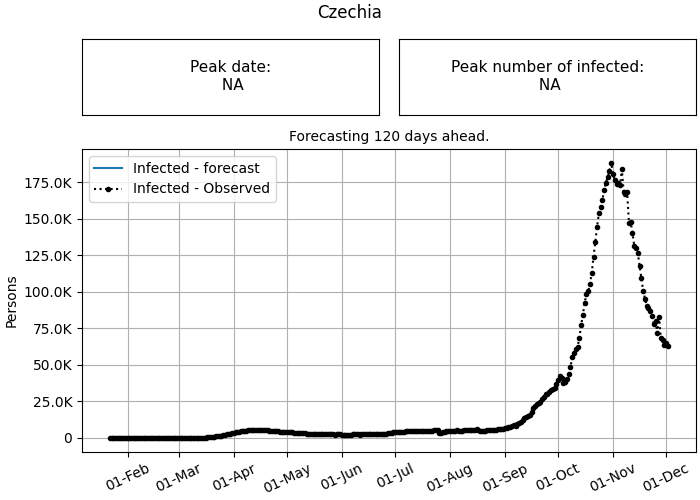 Czechia
Peak date:
NA
Peak number of infected:
NA
Forecasting 120 days ahead.
Infected - forecast
Infected - Observed
Persons
175.0K
150.0K
125.0K
100.0K
75.0K
50.0K
25.0K
0
01-Feb
01-Mar
01-Apr
01-May
01-Jun
01-Jul
01-Aug
01-Sep
01-Oct
01-Nov
01-Dec